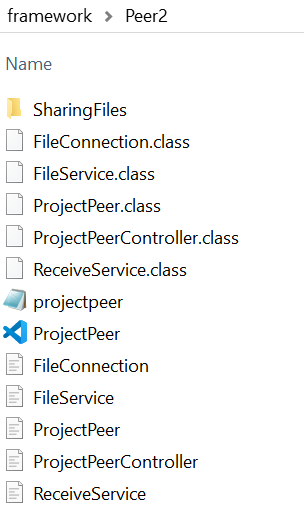 framework > Peer2
Name
SharingFiles
FileConnection.class
FileService.class
ProjectPeer.class
ProjectPeerController.class
ReceiveService.class
projectpeer
ProjectPeer
FileConnection
FileService
ProjectPeer
ProjectPeerController
ReceiveService